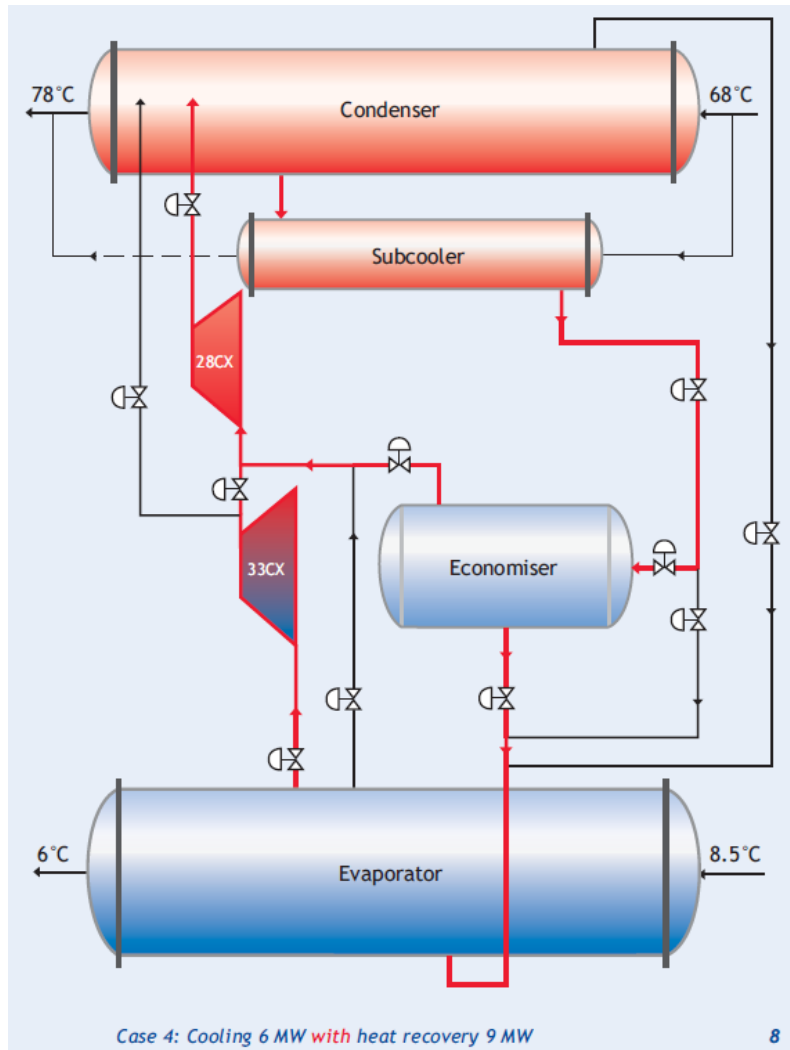 78°C
Condenser
68°C
Subcooler
28CX
33CX
Economiser
6°C
Evaporator
8.5°C
Case 4: Cooling 6 MW with heat recovery 9 MW
8